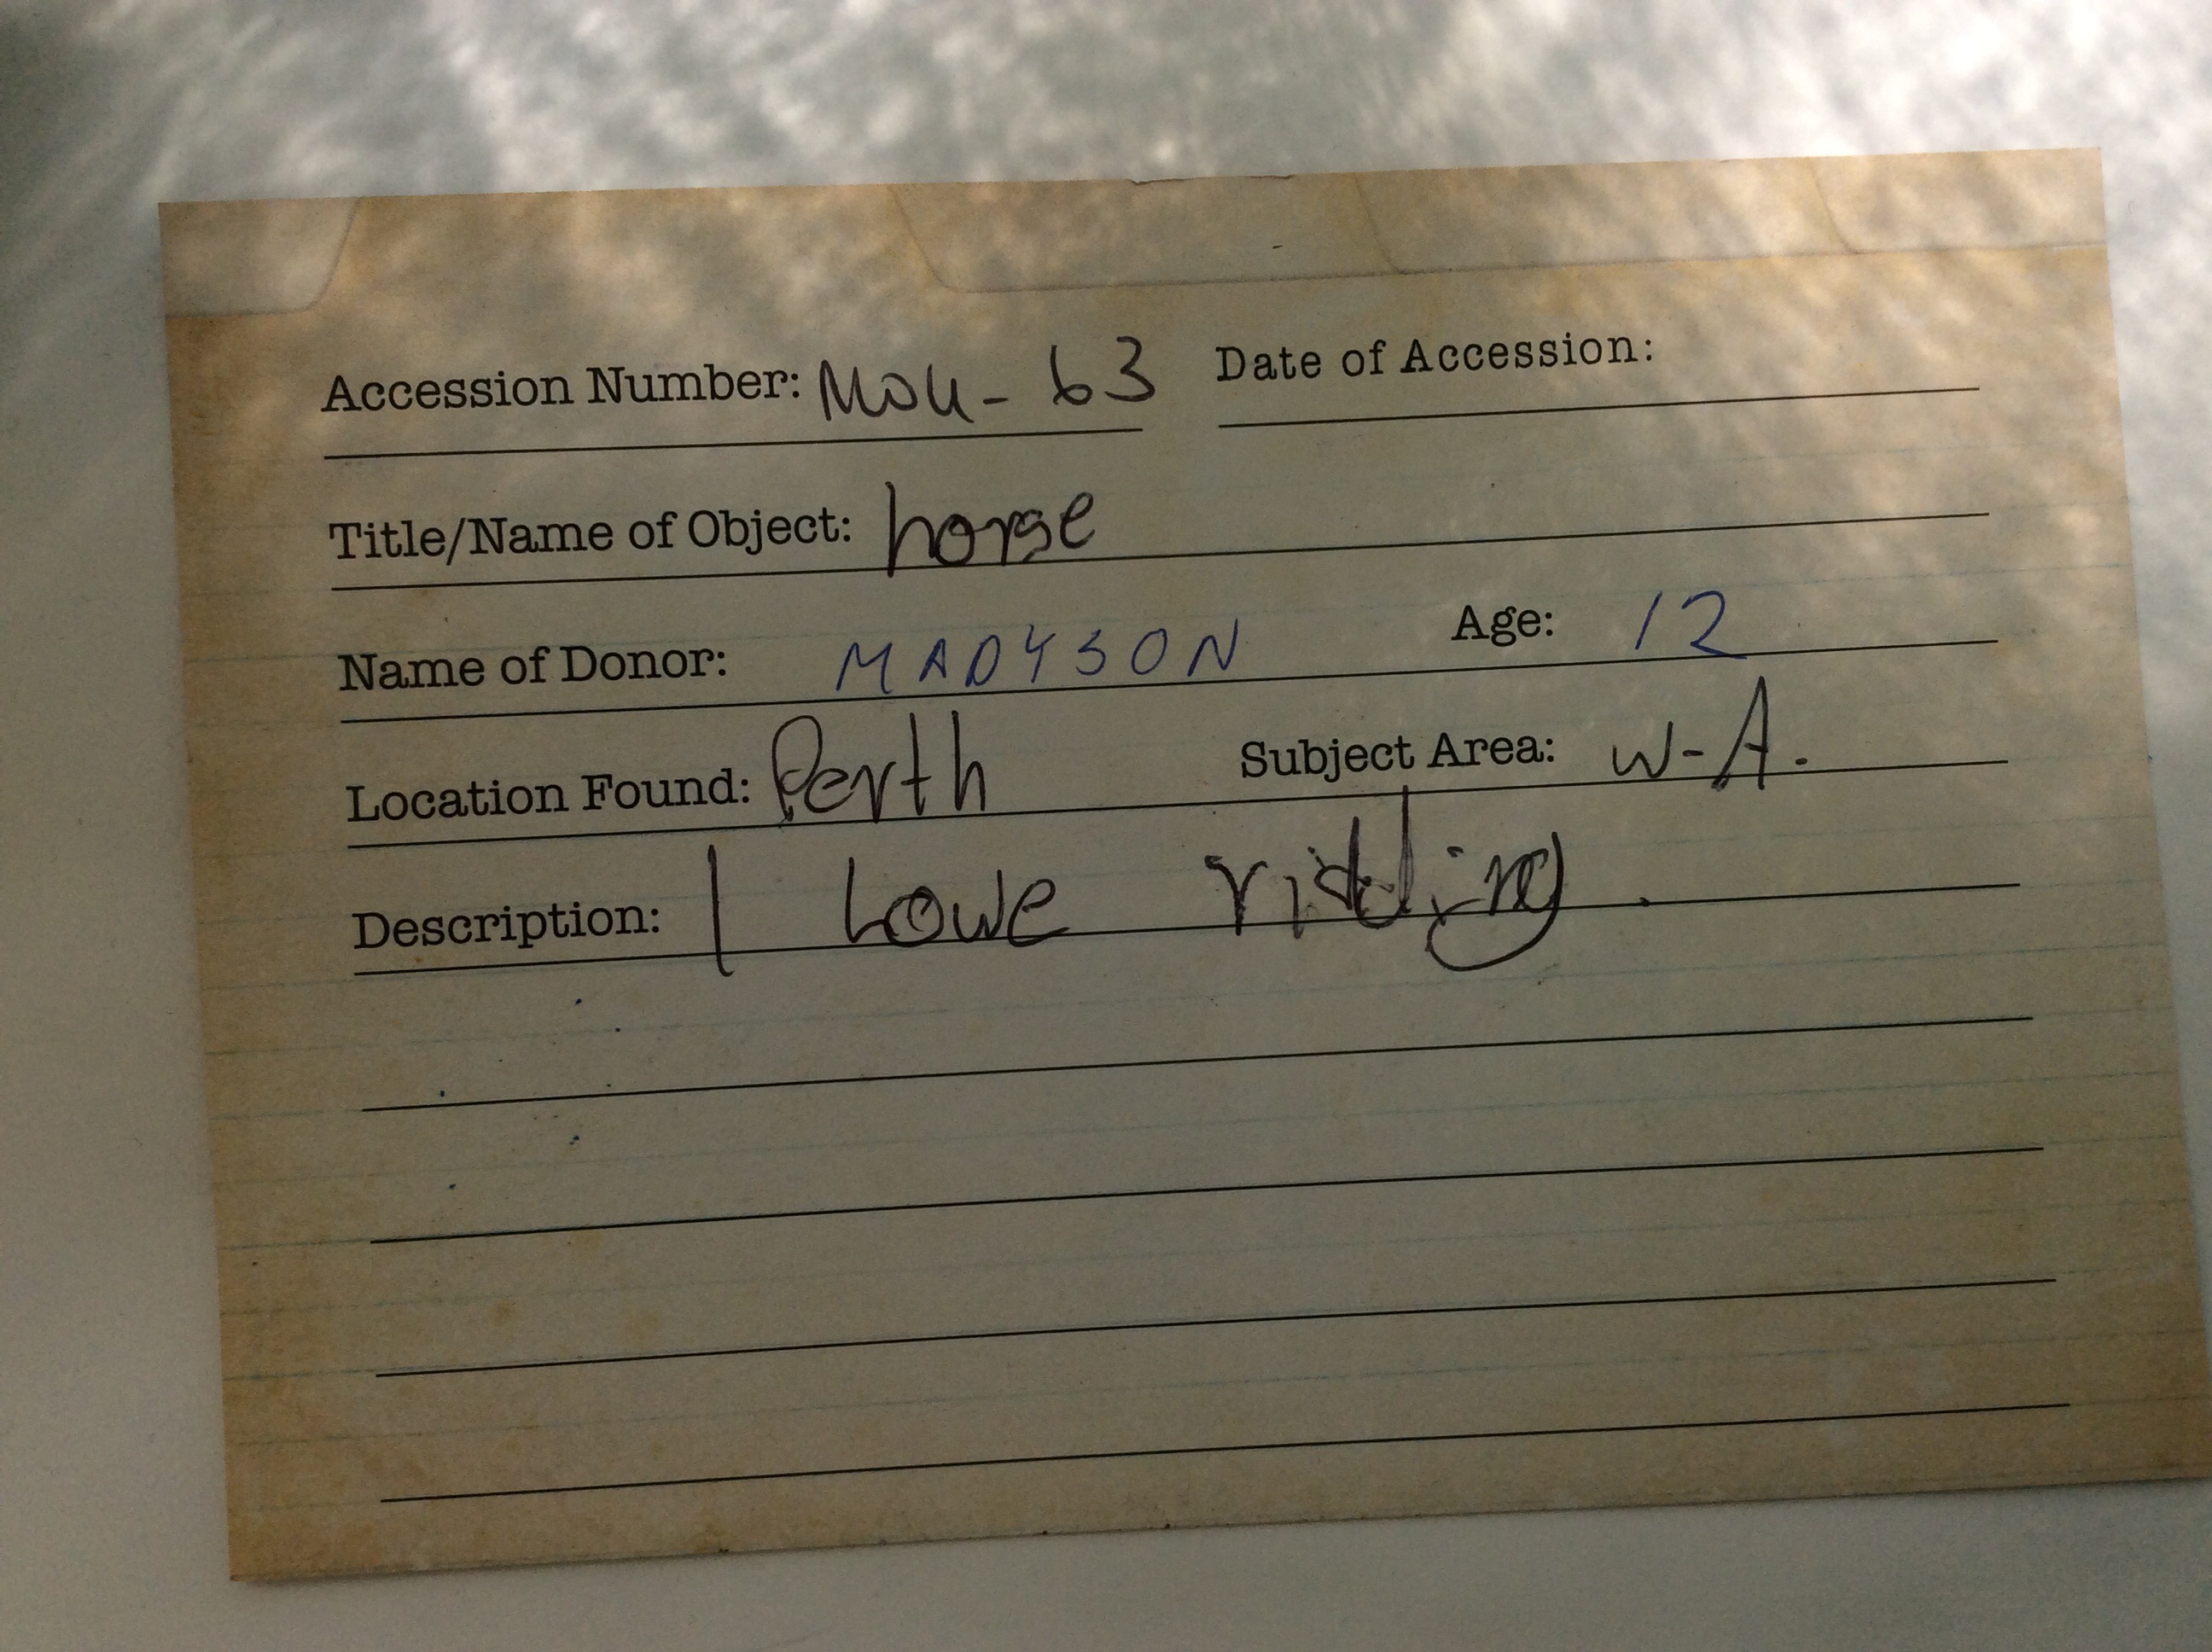 Accession Number: MOU - 63 Date of Accession:
Title/Name of Object: horse
Name of Donor: MADYSON Age: 12
Location Found: Perth Subject Area: W-A.
Description: I Love riding.